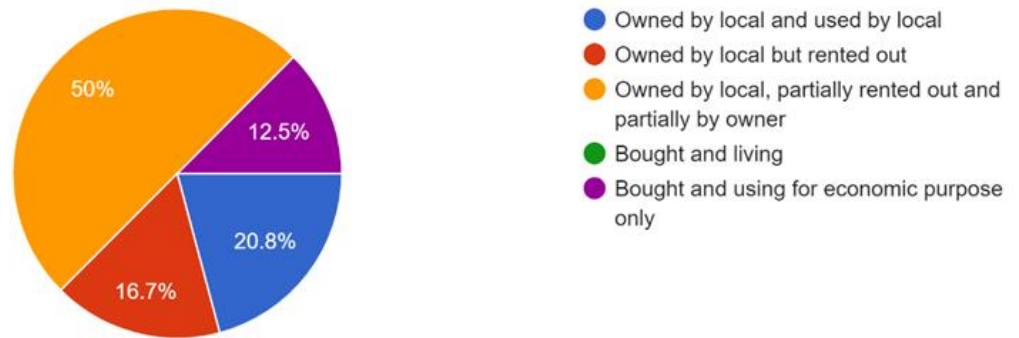 50%
12.5%
20.8%
16.7%
Owned by local and used by local
Owned by local but rented out
Owned by local, partially rented out and
partially by owner
Bought and living
Bought and using for economic purpose
only